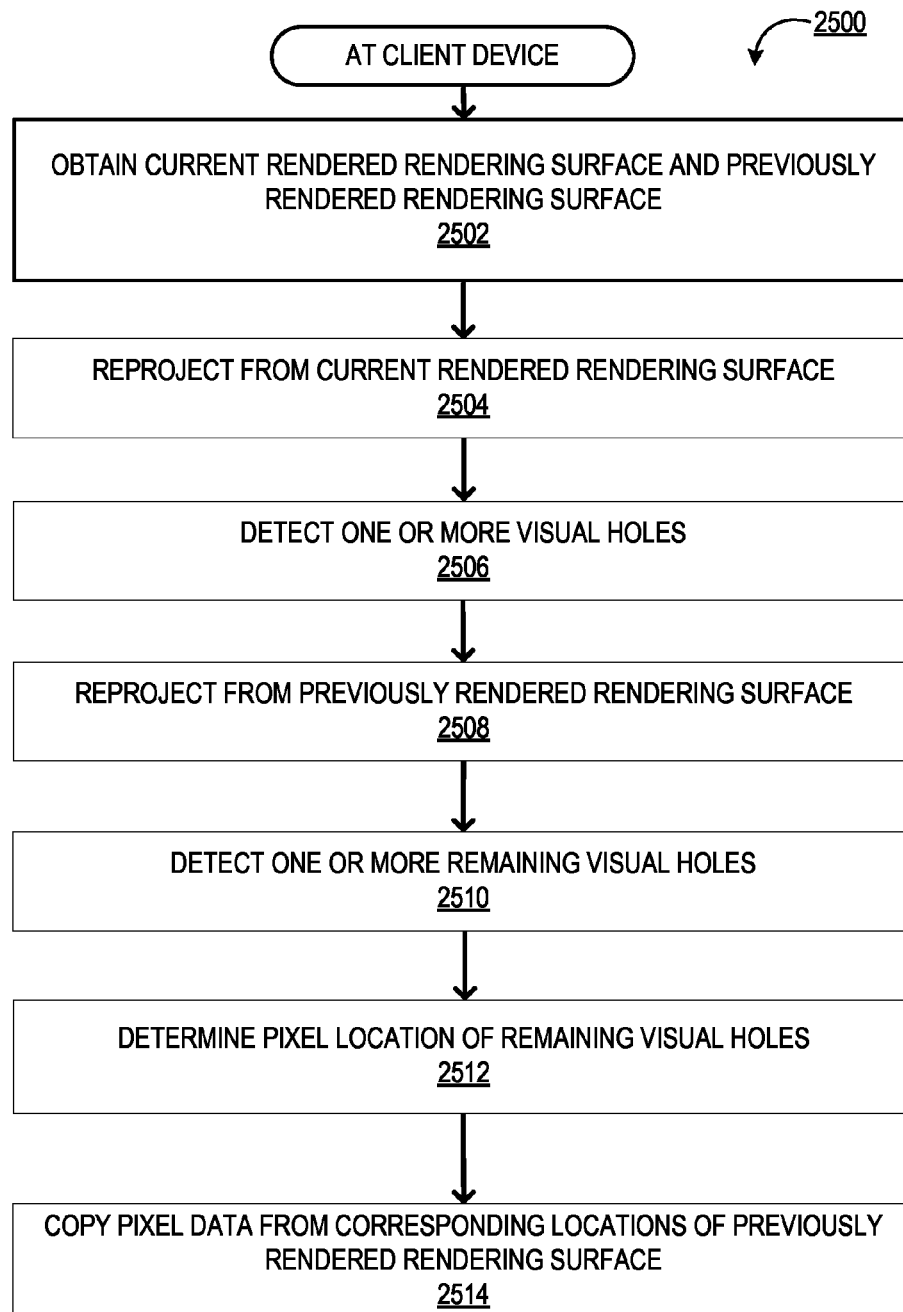 2500
AT CLIENT DEVICE
OBTAIN CURRENT RENDERED RENDERING SURFACE AND PREVIOUSLY
RENDERED RENDERING SURFACE
2502
REPROJECT FROM CURRENT RENDERED RENDERING SURFACE
2504
DETECT ONE OR MORE VISUAL HOLES
2506
REPROJECT FROM PREVIOUSLY RENDERED RENDERING SURFACE
2508
DETECT ONE OR MORE REMAINING VISUAL HOLES
2510
DETERMINE PIXEL LOCATION OF REMAINING VISUAL HOLES
2512
COPY PIXEL DATA FROM CORRESPONDING LOCATIONS OF PREVIOUSLY
RENDERED RENDERING SURFACE
2514